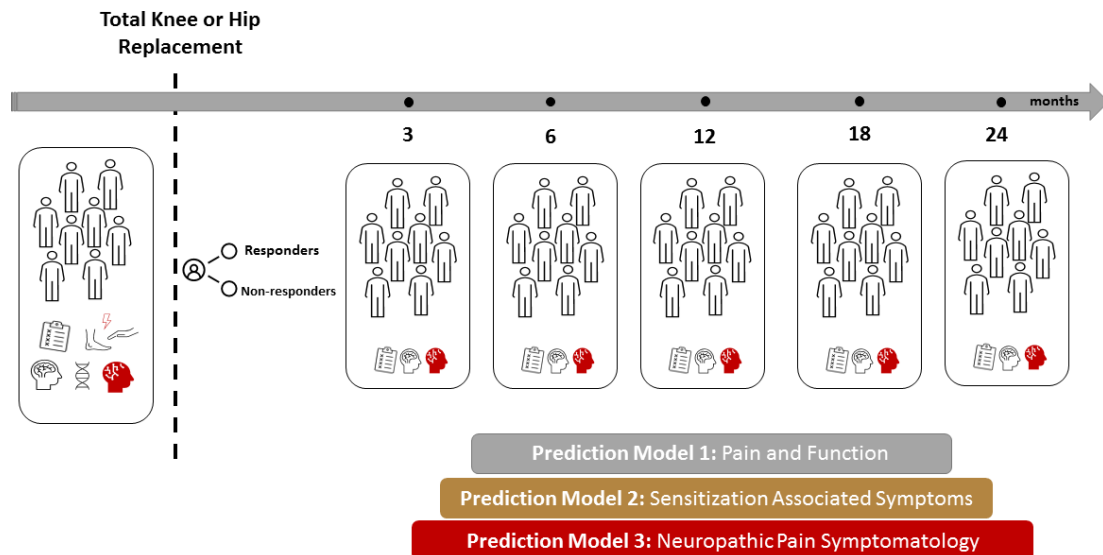 Total Knee or Hip
Replacement
months
3 6 12 18 24
Responders
Non-responders
Prediction Model 1: Pain and Function
Prediction Model 2: Sensitization Associated Symptoms
Prediction Model 3: Neuropathic Pain Symptomatology